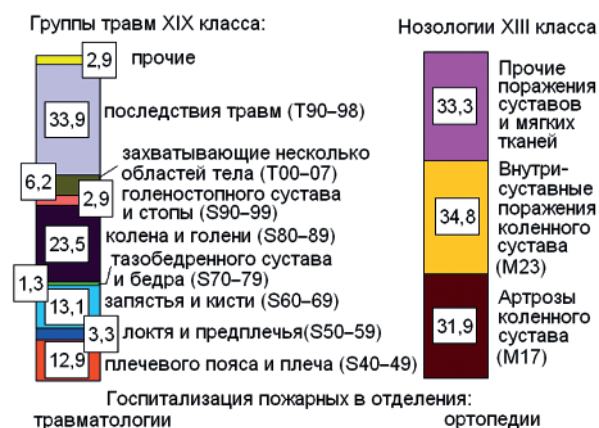 Группы травм XIX класса:
2,9
прочие
33,9
последствия травм (T90–98)
захватывающие несколько
областей тела (T00–07)
6,2
2,9
голеностопного сустава
и стопы (S90–99)
23,5
колена и голени (S80–89)
1,3
тазобедренного сустава
и бедра (S70–79)
13,1
запястья и кисти (S60–69)
3,3
локтя и предплечья(S50–59)
12,9
плечевого пояса и плеча (S40–49)
Нозологии XIII класса
33,3
Прочие
поражения
суставов
и мягких
тканей
34,8
Внутри-
суставные
поражения
коленного
сустава
(M23)
31,9
Артрозы
коленного
сустава
(M17)
Госпитализация пожарных в отделения:
травматологии
ортопедии